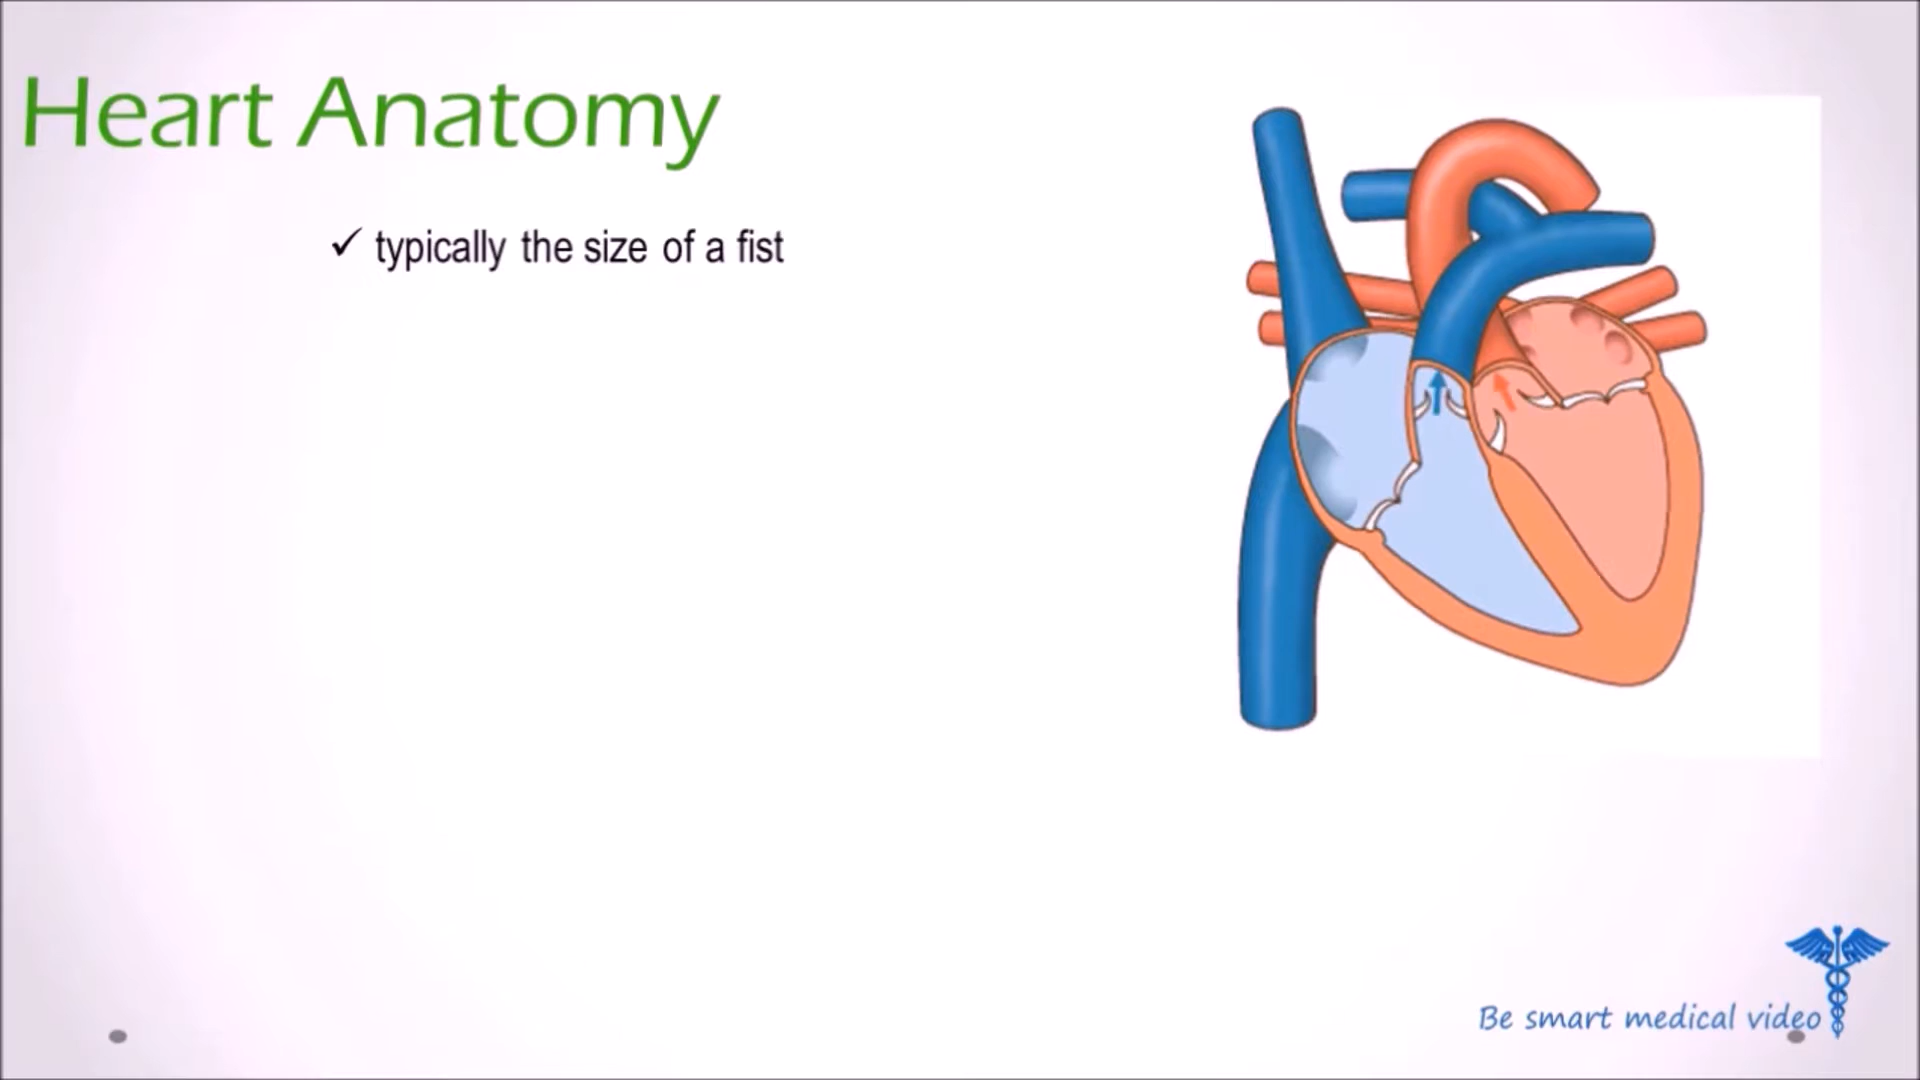 Heart Anatomy
✓ typically the size of a fist
Be smart medical video